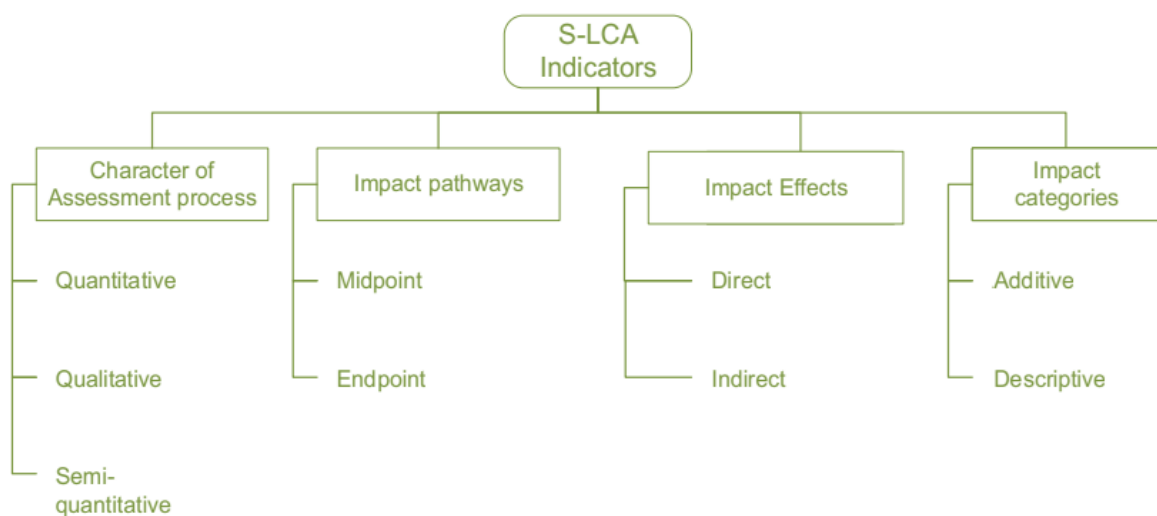 S-LCA
Indicators
Character of
Assessment process
Impact pathways
Impact Effects
Impact
categories
Quantitative
Midpoint
Direct
Additive
Qualitative
Endpoint
Indirect
Descriptive
Semi-
quantitative